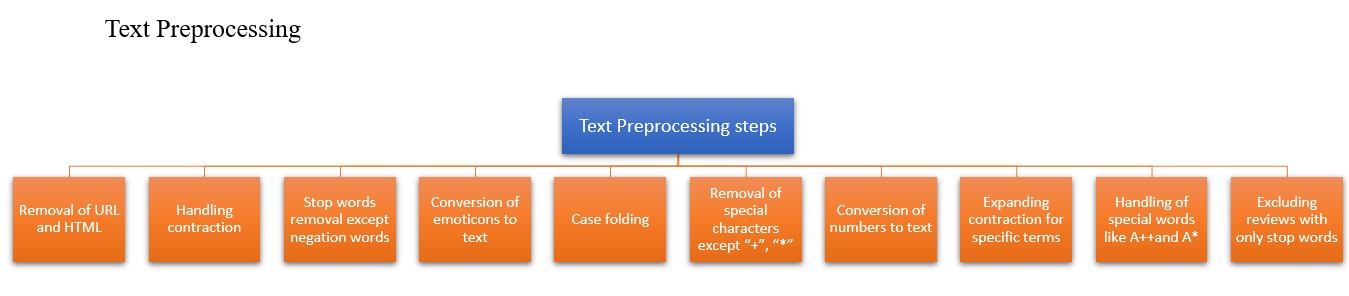 Text Preprocessing
Text Preprocessing steps
Removal of URL
and HTML
Handling
contraction
Stop words
removal except
negation words
Conversion of
emoticons to
text
Case folding
Removal of
special
characters
except “+”, “*”
Conversion of
numbers to text
Expanding
contraction for
specific terms
Handling of
special words
like A++and A*
Excluding
reviews with
only stop words